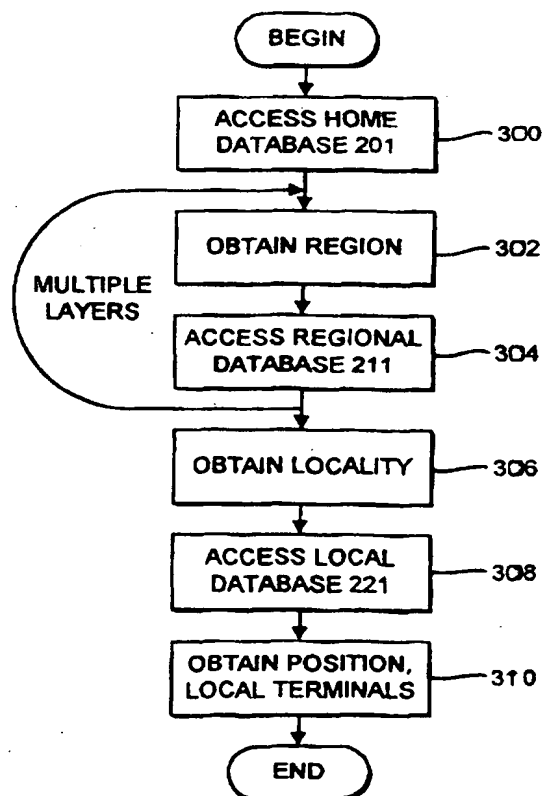 BEGIN
ACCESS HOME
DATABASE 201
300
OBTAIN REGION
302
MULTIPLE
LAYERS
ACCESS REGIONAL
DATABASE 211
304
OBTAIN LOCALITY
306
ACCESS LOCAL
DATABASE 221
308
OBTAIN POSITION,
LOCAL TERMINALS
310
END